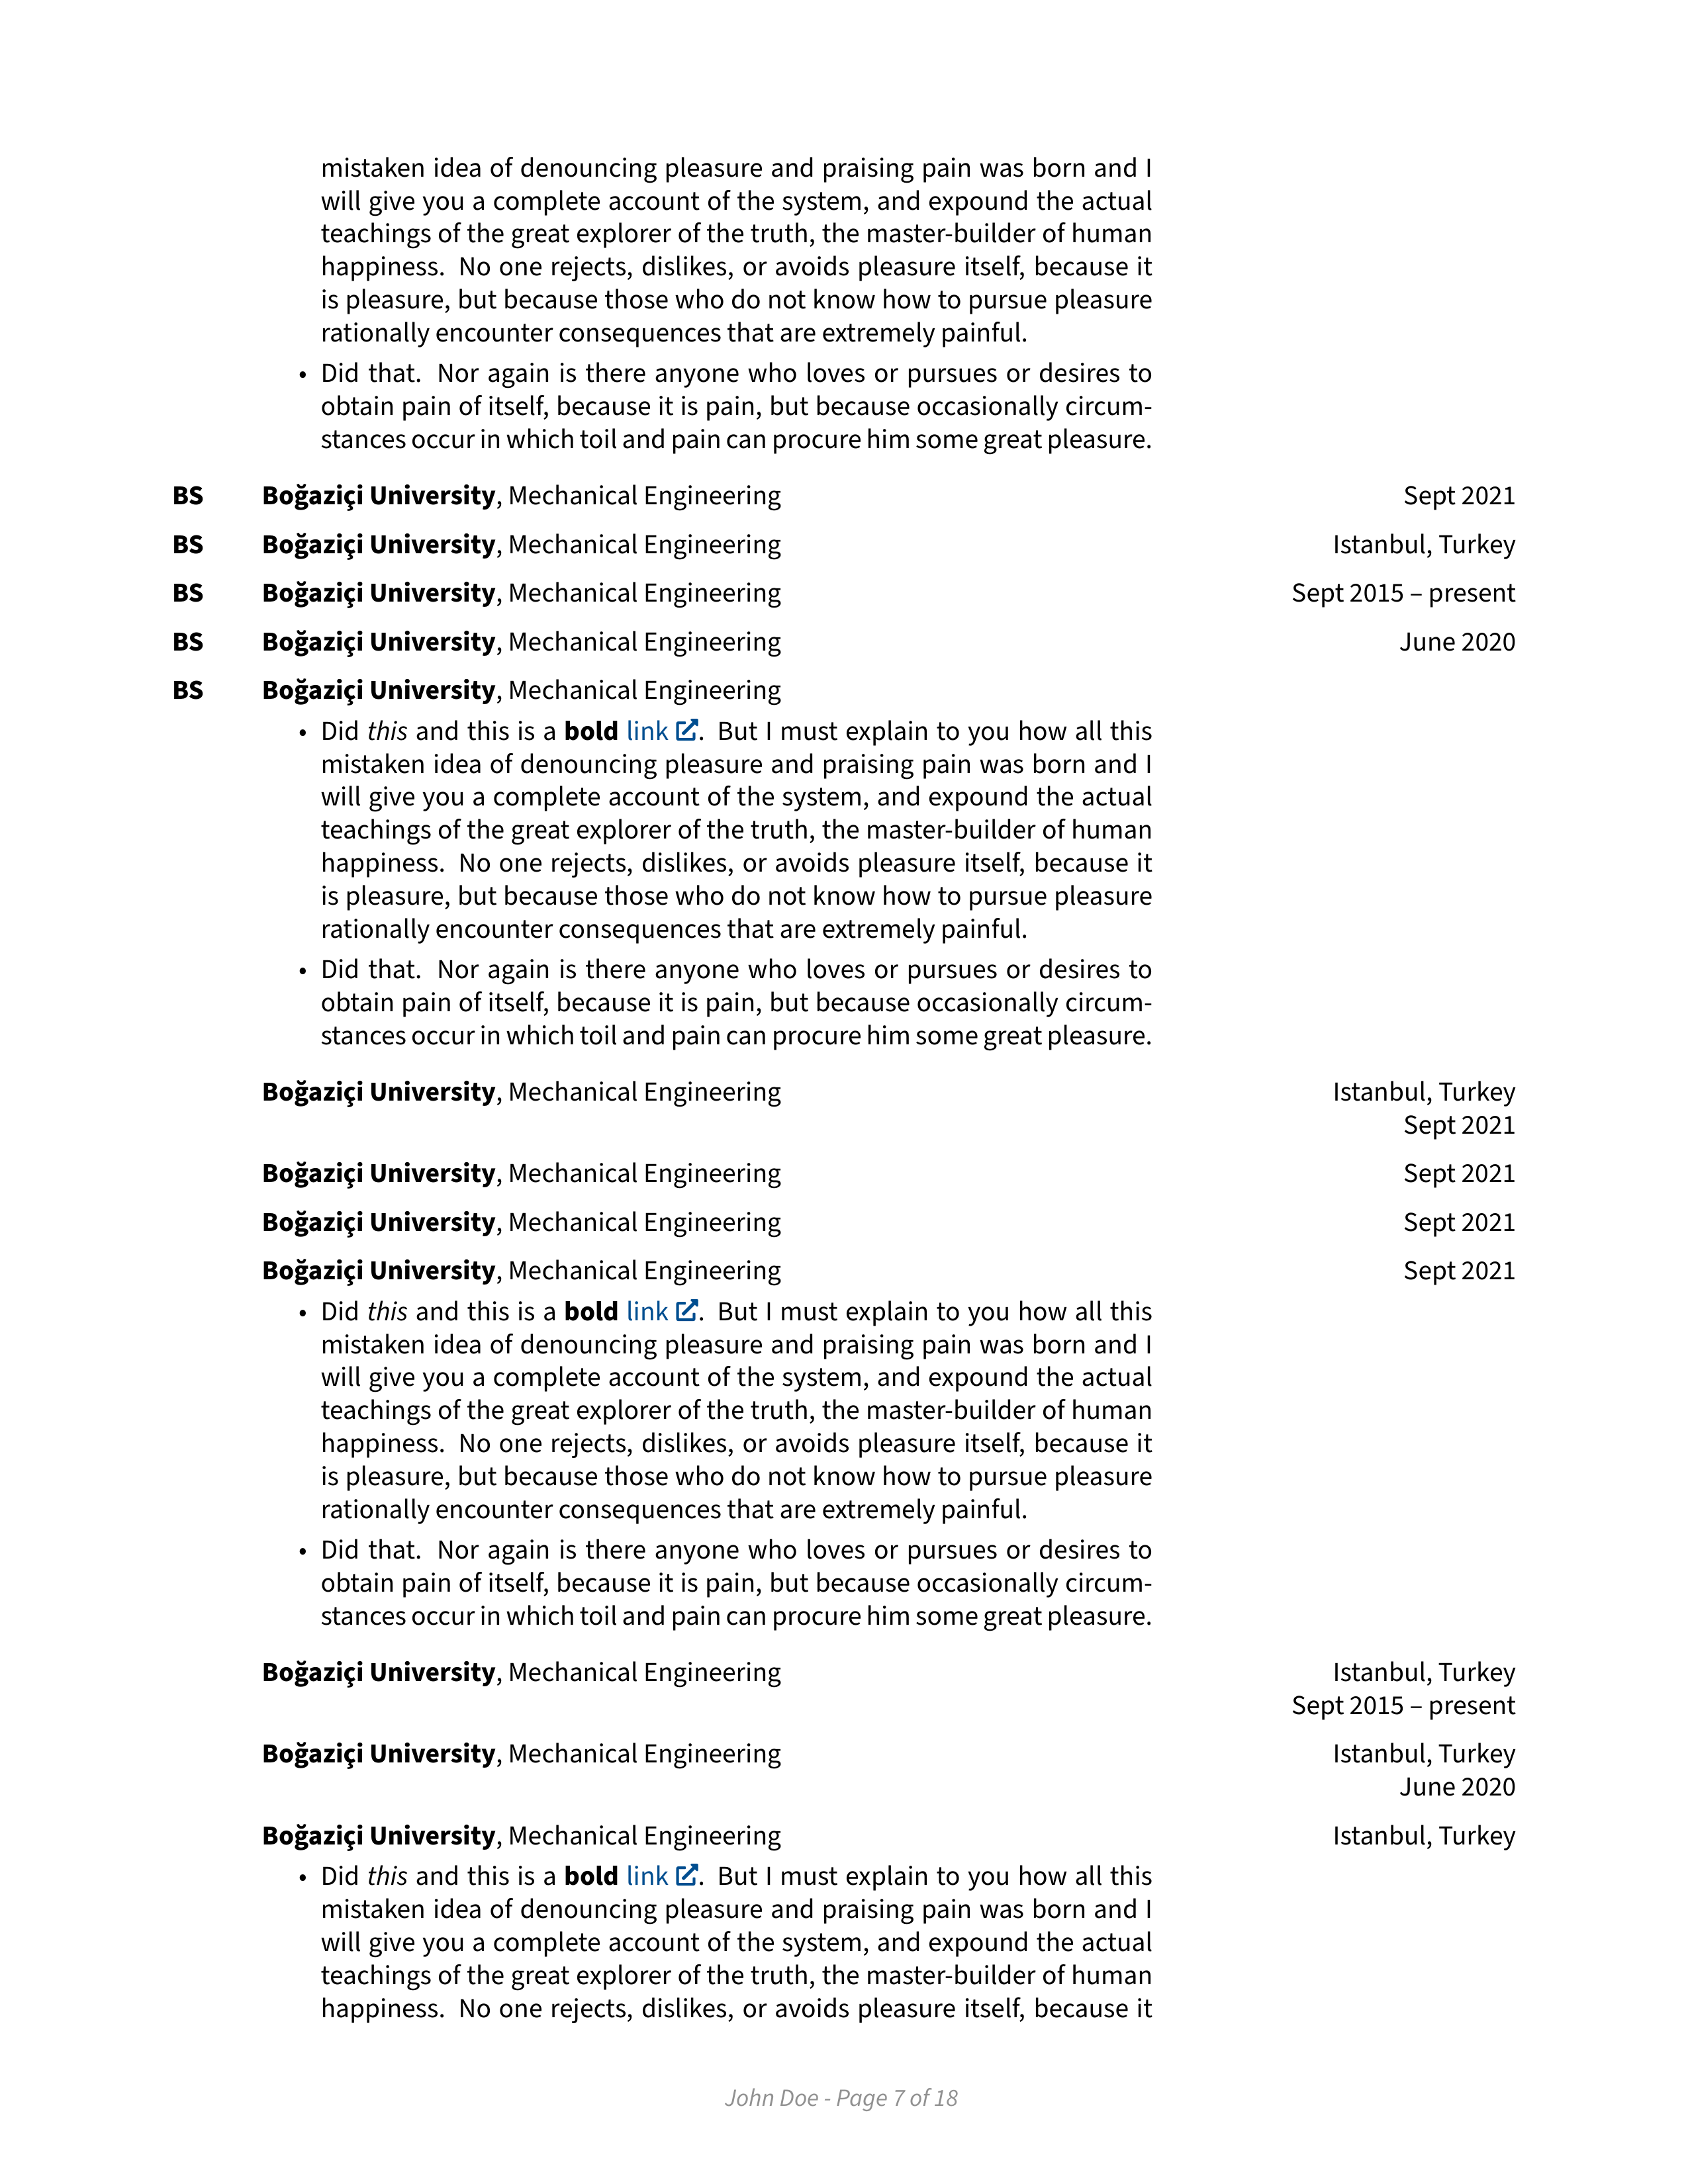 mistaken idea of denouncing pleasure and praising pain was born and I
will give you a complete account of the system, and expound the actual
teachings of the great explorer of the truth, the master-builder of human
happiness. No one rejects, dislikes, or avoids pleasure itself, because it
is pleasure, but because those who do not know how to pursue pleasure
rationally encounter consequences that are extremely painful.
• Did that. Nor again is there anyone who loves or pursues or desires to
obtain pain of itself, because it is pain, but because occasionally circum-
stances occur in which toil and pain can procure him some great pleasure.
BS Boğaziçi University, Mechanical Engineering Sept 2021
BS Boğaziçi University, Mechanical Engineering Istanbul, Turkey
BS Boğaziçi University, Mechanical Engineering Sept 2015 – present
BS Boğaziçi University, Mechanical Engineering June 2020
BS Boğaziçi University, Mechanical Engineering
• Did this and this is a bold link. But I must explain to you how all this
mistaken idea of denouncing pleasure and praising pain was born and I
will give you a complete account of the system, and expound the actual
teachings of the great explorer of the truth, the master-builder of human
happiness. No one rejects, dislikes, or avoids pleasure itself, because it
is pleasure, but because those who do not know how to pursue pleasure
rationally encounter consequences that are extremely painful.
• Did that. Nor again is there anyone who loves or pursues or desires to
obtain pain of itself, because it is pain, but because occasionally circum-
stances occur in which toil and pain can procure him some great pleasure.
Boğaziçi University, Mechanical Engineering Istanbul, Turkey
Sept 2021
Boğaziçi University, Mechanical Engineering Sept 2021
Boğaziçi University, Mechanical Engineering Sept 2021
Boğaziçi University, Mechanical Engineering Sept 2021
• Did this and this is a bold link. But I must explain to you how all this
mistaken idea of denouncing pleasure and praising pain was born and I
will give you a complete account of the system, and expound the actual
teachings of the great explorer of the truth, the master-builder of human
happiness. No one rejects, dislikes, or avoids pleasure itself, because it
is pleasure, but because those who do not know how to pursue pleasure
rationally encounter consequences that are extremely painful.
• Did that. Nor again is there anyone who loves or pursues or desires to
obtain pain of itself, because it is pain, but because occasionally circum-
stances occur in which toil and pain can procure him some great pleasure.
Boğaziçi University, Mechanical Engineering Istanbul, Turkey
Sept 2015 – present
Boğaziçi University, Mechanical Engineering Istanbul, Turkey
June 2020
Boğaziçi University, Mechanical Engineering Istanbul, Turkey
• Did this and this is a bold link. But I must explain to you how all this
mistaken idea of denouncing pleasure and praising pain was born and I
will give you a complete account of the system, and expound the actual
teachings of the great explorer of the truth, the master-builder of human
happiness. No one rejects, dislikes, or avoids pleasure itself, because it
John Doe - Page 7 of 18